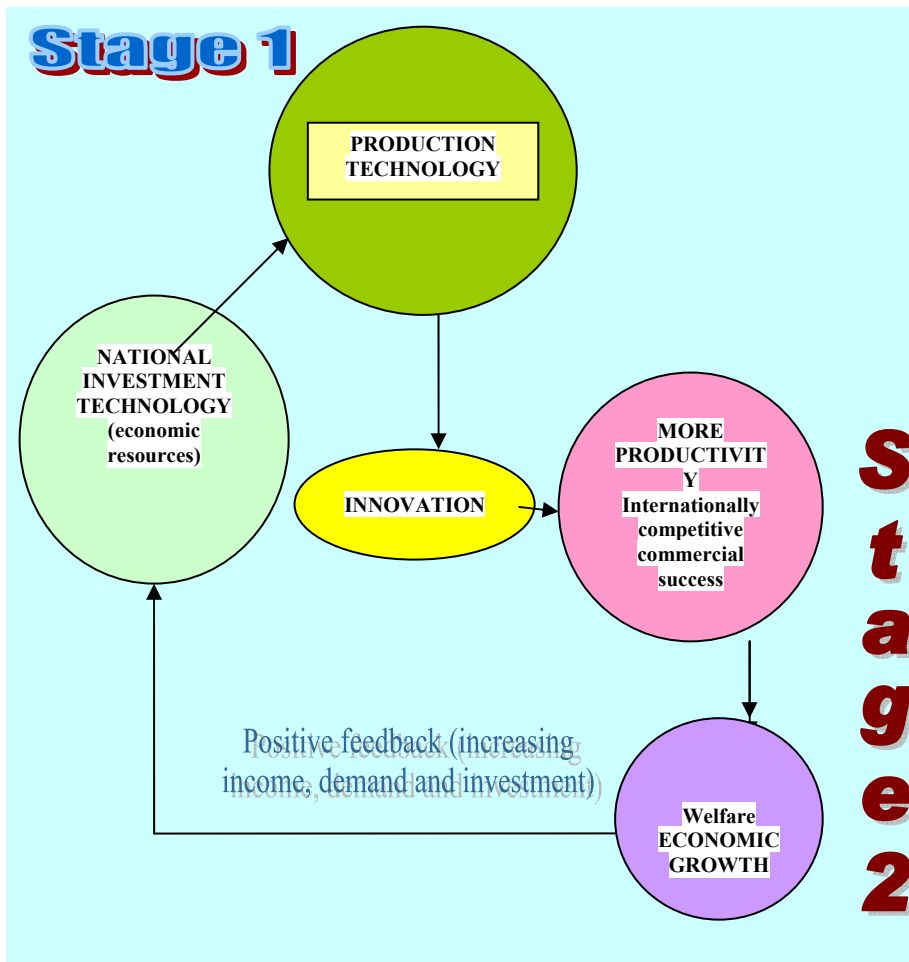 Stage 1
PRODUCTION
TECHNOLOGY
NATIONAL
INVESTMENT
TECHNOLOGY
(economic
resources)
INNOVATION
MORE
PRODUCTIVIT
Y
Internationally
competitive
commercial
success
Stage2
Positive feedback (increasing
income, demand and investment)
Welfare
ECONOMIC
GROWTH